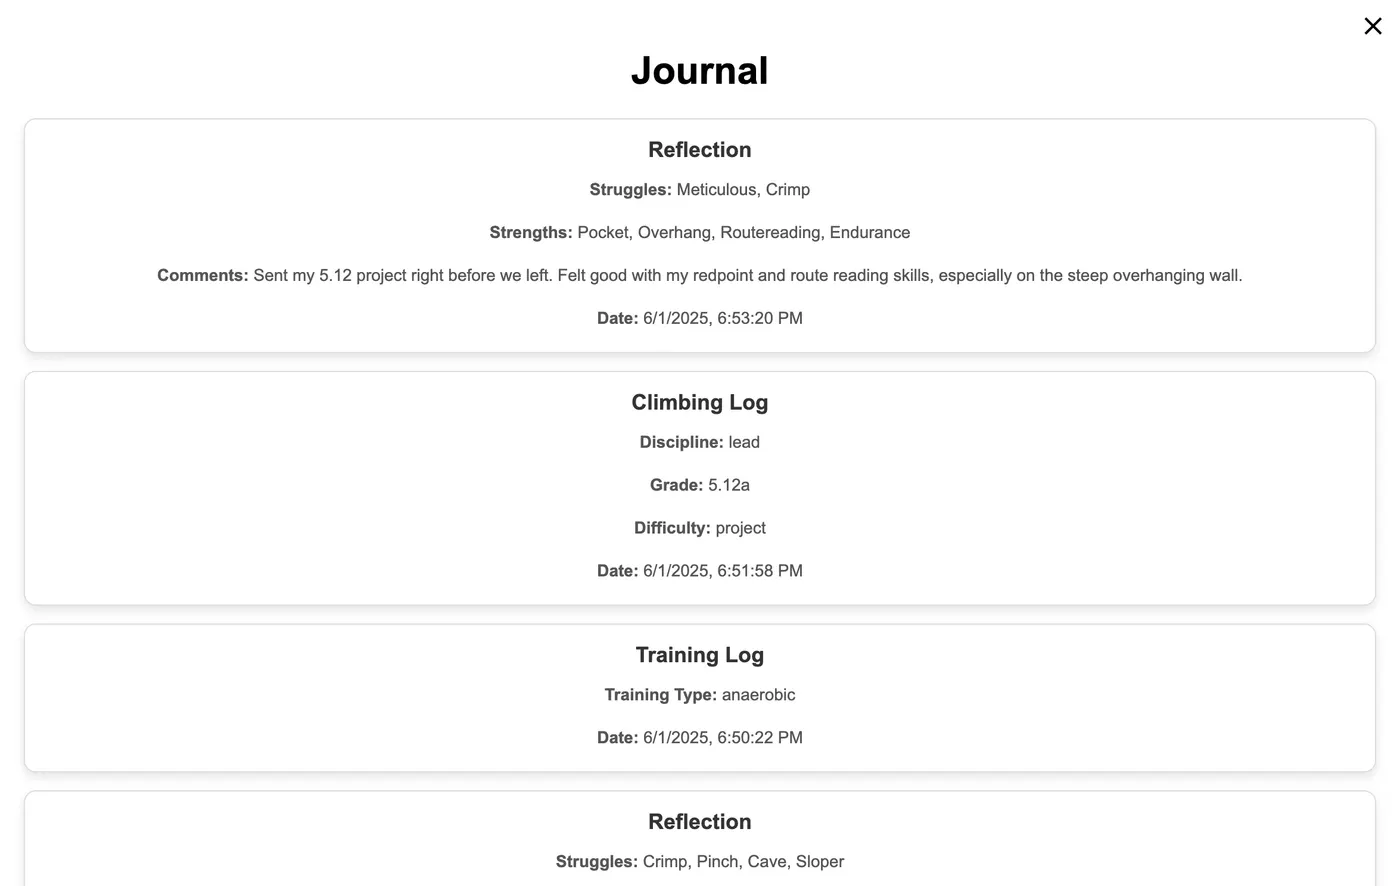 Journal
Reflection
Struggles: Meticulous, Crimp
Strengths: Pocket, Overhang, Routereading, Endurance
Comments: Sent my 5.12 project right before we left. Felt good with my redpoint and route reading skills, especially on the steep overhanging wall.
Date: 6/1/2025, 6:53:20 PM
Climbing Log
Discipline: lead
Grade: 5.12a
Difficulty: project
Date: 6/1/2025, 6:51:58 PM
Training Log
Training Type: anaerobic
Date: 6/1/2025, 6:50:22 PM
Reflection
Struggles: Crimp, Pinch, Cave, Sloper